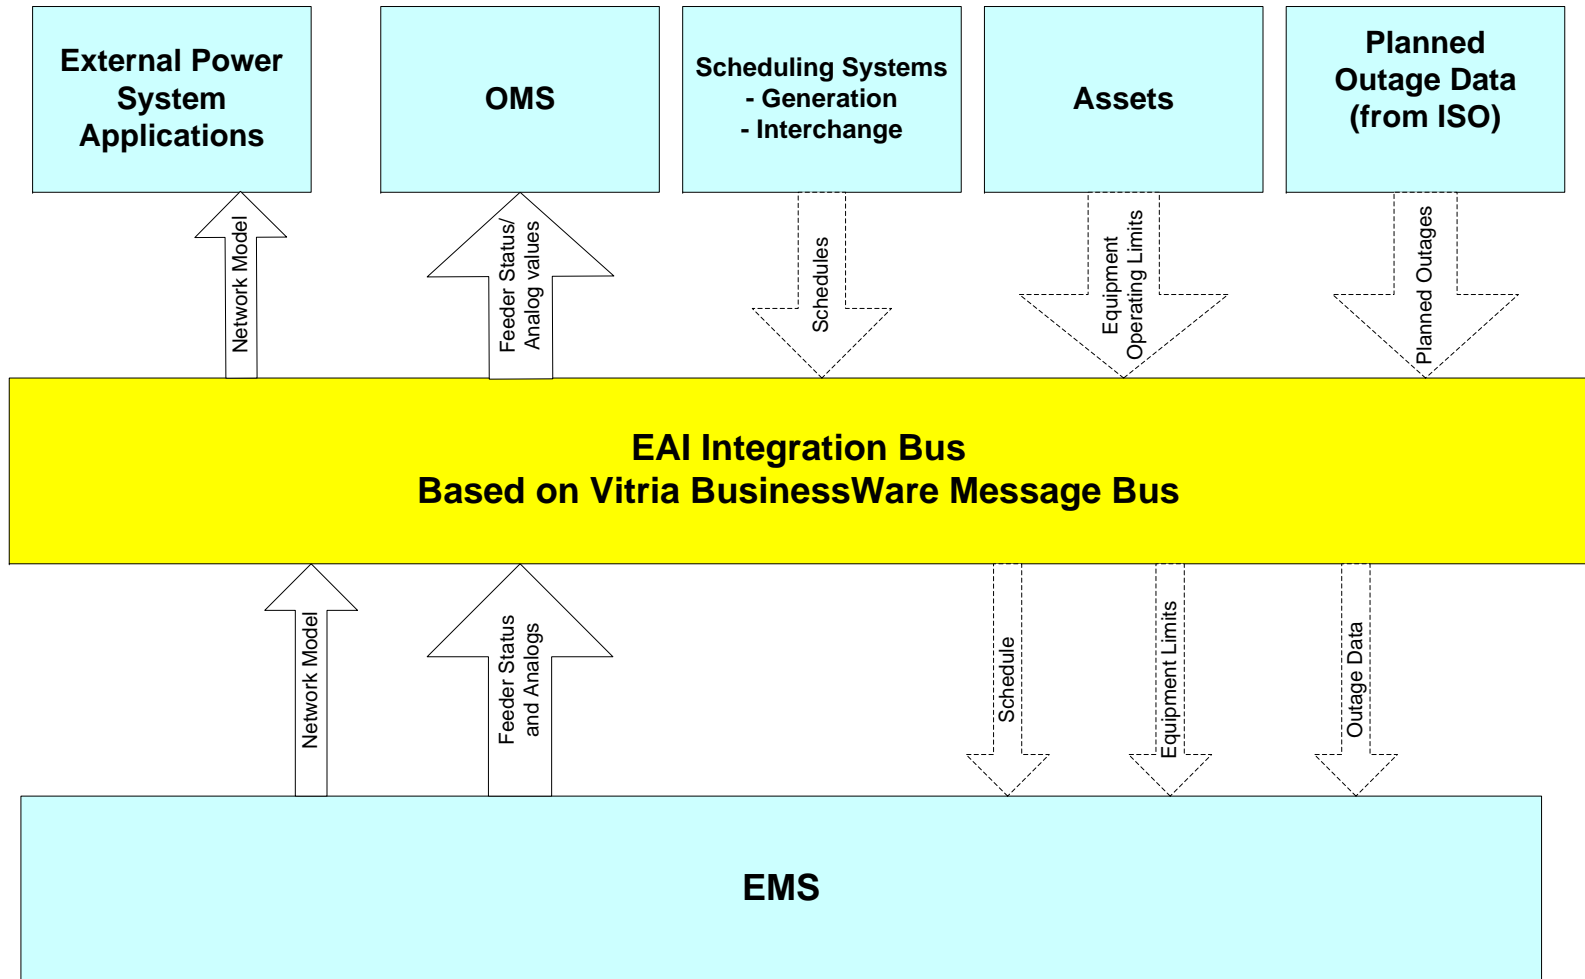 External Power
System
Applications
OMS
Scheduling Systems
- Generation
- Interchange
Assets
Planned
Outage Data
(from ISO)
Network Model
Feeder Status/
Analog values
Schedules
Equipment
Operating Limits
Planned Outages
EAI Integration Bus
Based on Vitria BusinessWare Message Bus
Network Model
Feeder Status
and Analogs
Schedule
Equipment Limits
Outage Data
EMS